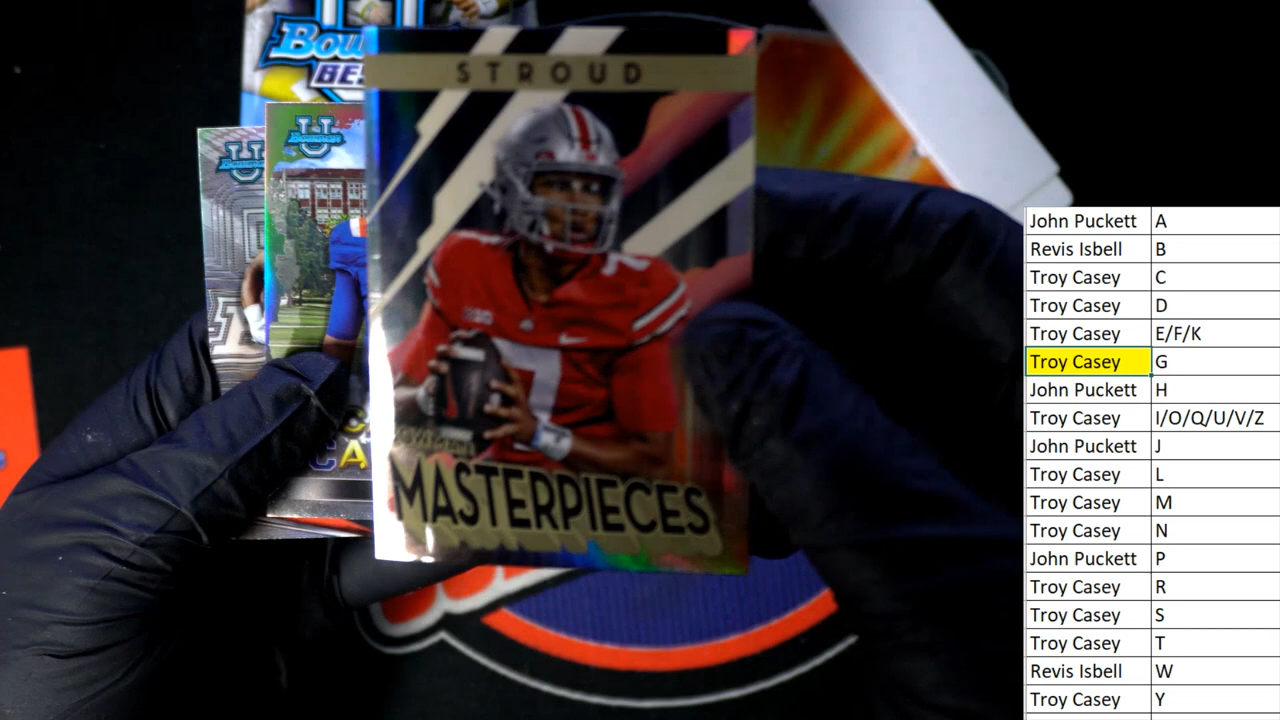 STROUD
7
MASTERPIECES
John Puckett A
Revis Isbell B
Troy Casey C
Troy Casey D
Troy Casey E/F/K
Troy Casey G
John Puckett H
Troy Casey I/O/Q/U/V/Z
John Puckett J
Troy Casey L
Troy Casey M
Troy Casey N
John Puckett P
Troy Casey R
Troy Casey S
Troy Casey T
Revis Isbell W
Troy Casey Y